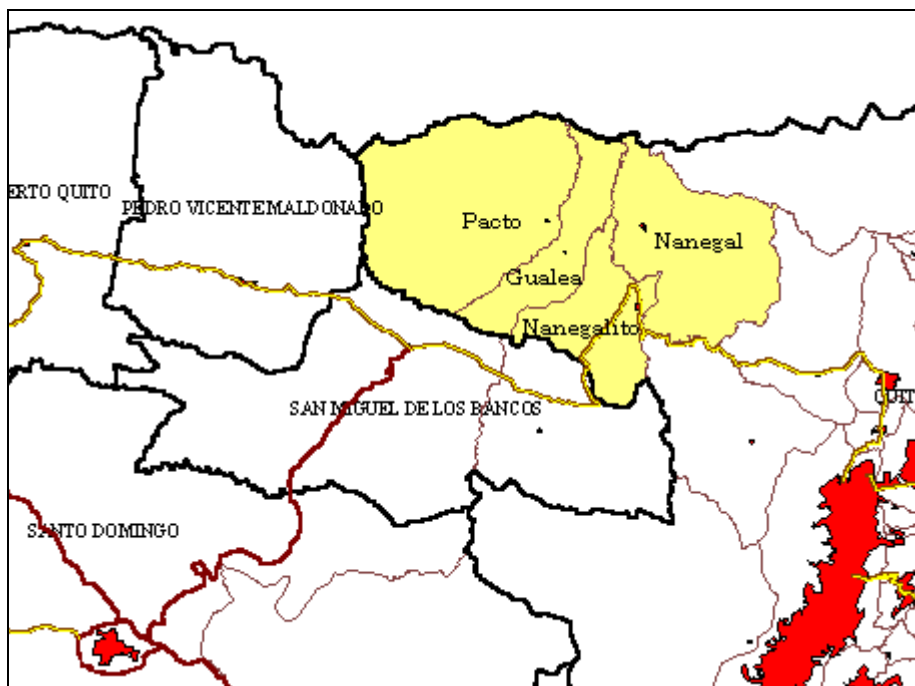 ERTO QUITO
PEDRO VICENTE MALDONADO
Pacto
Nanegal
Gualea
Nanegalito
SAN MIGUEL DE LOS BANCOS
QUIT
SANTO DOMINGO